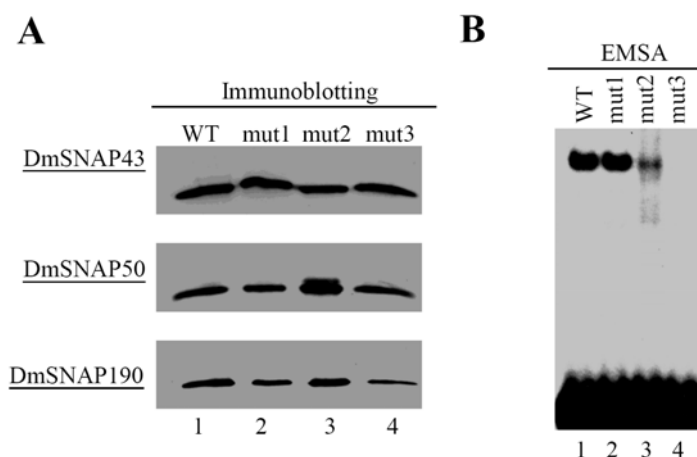 A
Immunoblotting
WT mut1 mut2 mut3
DmSNAP43
DmSNAP50
DmSNAP190
1 2 3 4
B
EMSA
WT mut1 mut2 mut3
1 2 3 4